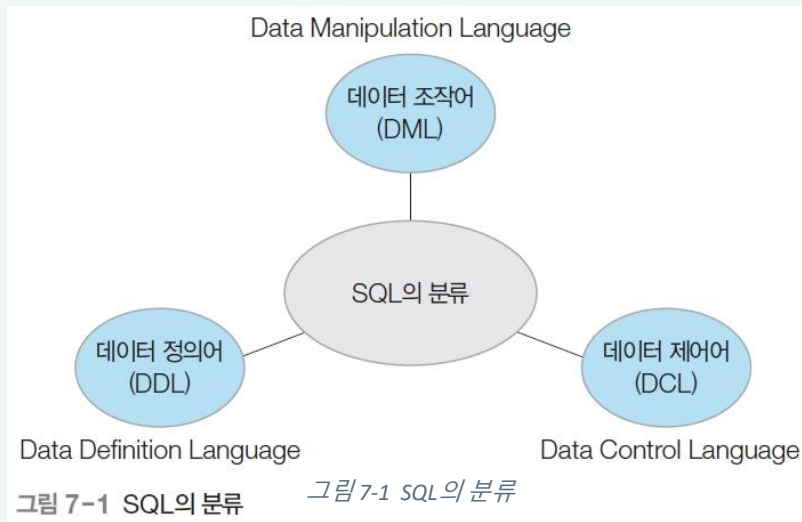 Data Manipulation Language
데이터 조작어
(DML)
SQL의 분류
데이터 정의어
(DDL)
데이터 제어어
(DCL)
Data Definition Language
Data Control Language
그림 7-1 SQL의 분류
그림 7-1 SQL의 분류